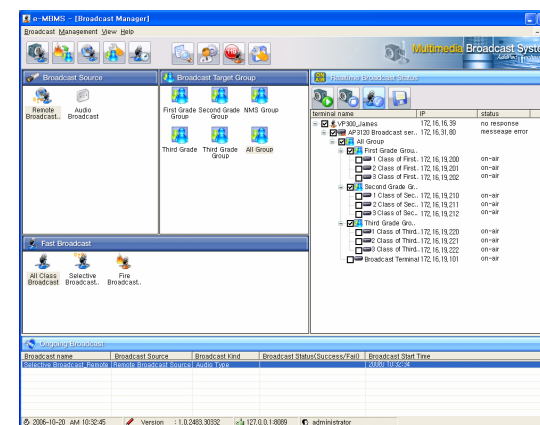 e-MBMS - [Broadcast Manager]
Broadcast Management View Help
Multimedia Broadcast Syste
Broadcast Source
Broadcast Target Group
Realtime Broadcast Status
Remote Broadcast..
Audio Broadcast
First Grade Group
Second Grade Group
NMS Group
Third Grade
Third Grade Group
All Group
terminal name IP status
VP300_James 172,16,16,39 no response
AP3120 Broadcast ser.. 172,16,31,80 messeage error
All Group
First Grade Grou..
1 Class of First.. 172,16,19,200 on-air
2 Class of First.. 172,16,19,201 on-air
3 Class of First.. 172,16,19,202 on-air
Second Grade Gr..
1 Class of Sec.. 172,16,19,210 on-air
2 Class of Sec.. 172,16,19,211 on-air
3 Class of Sec.. 172,16,19,212 on-air
Third Grade Gro..
1 Class of Third.. 172,16,19,220 on-air
2 Class of Third.. 172,16,19,221 on-air
3 Class of Third.. 172,16,19,222 on-air
Broadcast Terminal 172,16,19,101 on-air
Fast Broadcast
All Class Broadcast
Selective Broadcast..
Fire Broadcast..
Ongoing Broadcast
Broadcast name Broadcast Source Broadcast Kind Broadcast Status(Success/Fail) Broadcast Start Time
Selective Broadcast_Remote Remote Broadcast Source Audio Type 10:32:34
2006-10-20 AM 10:32:45 Version : 1,0,2483,30332 127,0,0,1:8089 administrator